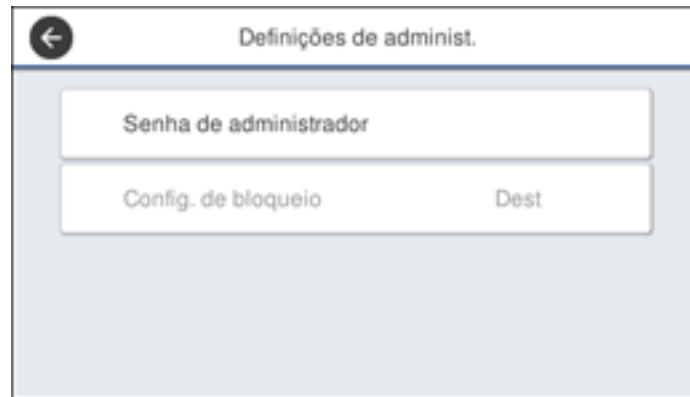 Definições de administ.
Senha de administrador
Config. de bloqueio Dest